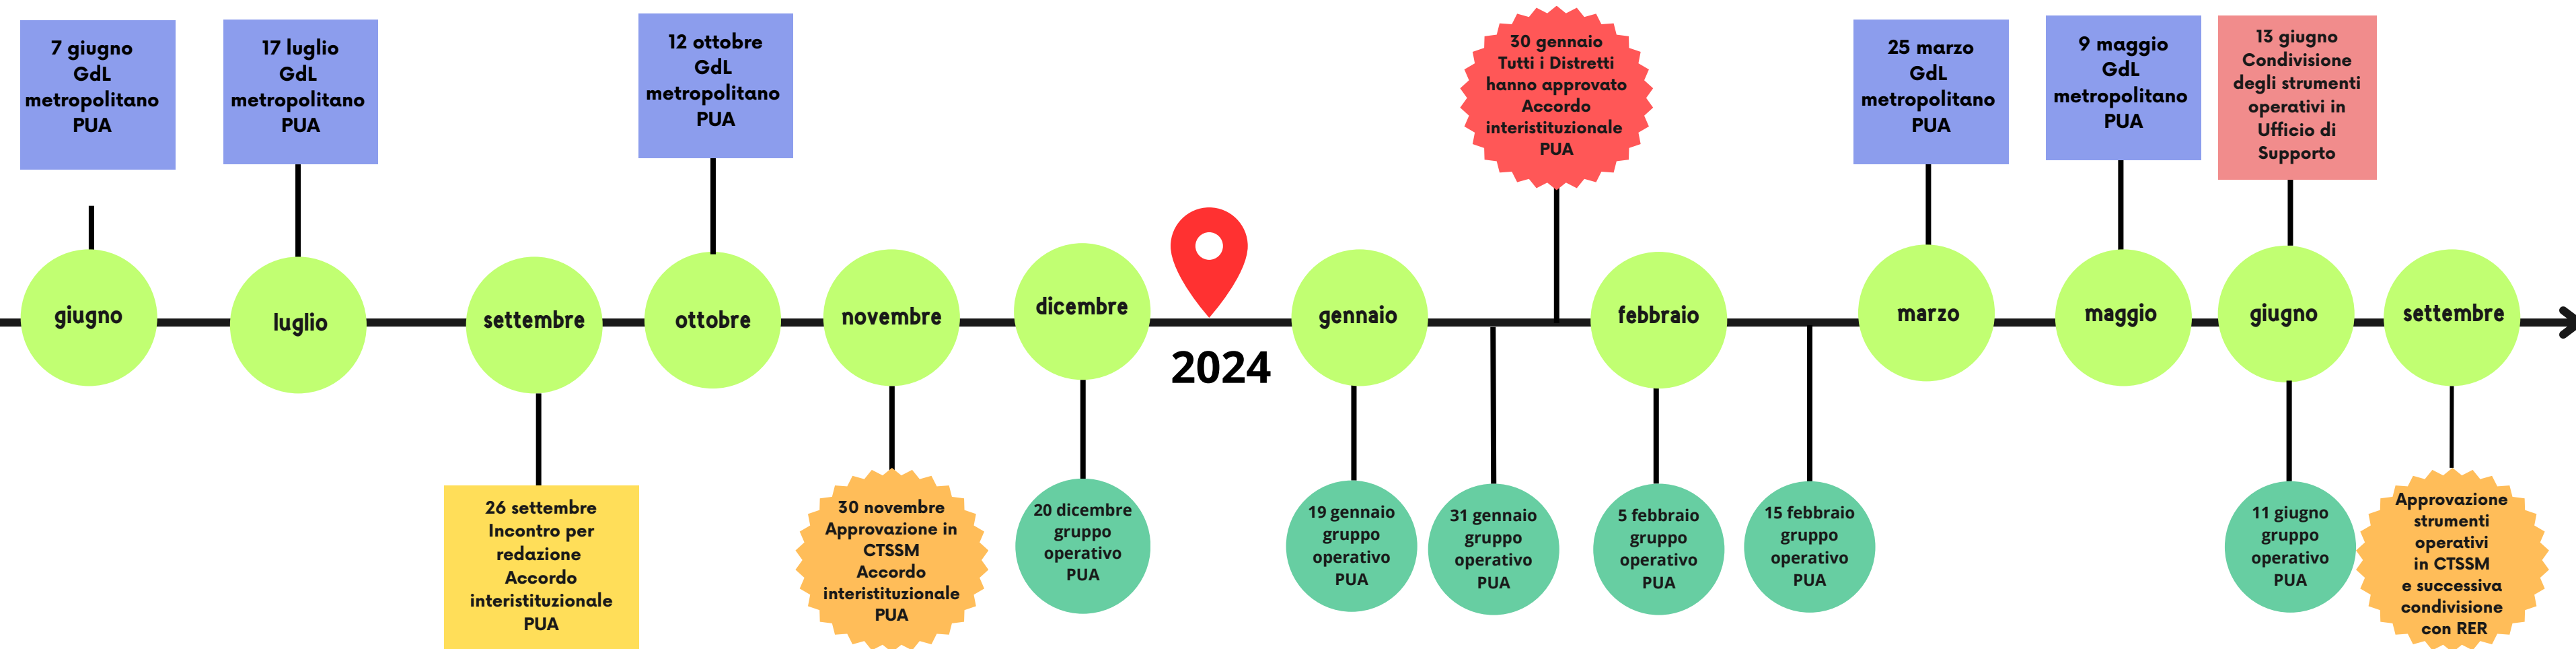 7 giugno
GdL
metropolitano
PUA
17 luglio
GdL
metropolitano
PUA
12 ottobre
GdL
metropolitano
PUA
30 gennaio
Tutti i Distretti
hanno approvato
Accordo
interistituzionale
PUA
25 marzo
GdL
metropolitano
PUA
9 maggio
GdL
metropolitano
PUA
13 giugno
Condivisione
degli strumenti
operativi in
Ufficio di
Supporto
giugno
luglio
settembre
ottobre
novembre
dicembre
2024
gennaio
febbraio
marzo
maggio
giugno
settembre
26 settembre
Incontro per
redazione
Accordo
interistituzionale
PUA
30 novembre
Approvazione in
CTSSM
Accordo
interistituzionale
PUA
20 dicembre
gruppo
operativo
PUA
19 gennaio
gruppo
operativo
PUA
31 gennaio
gruppo
operativo
PUA
5 febbraio
gruppo
operativo
PUA
15 febbraio
gruppo
operativo
PUA
11 giugno
gruppo
operativo
PUA
Approvazione
strumenti
operativi
in CTSSM
e successiva
condivisione
con RER